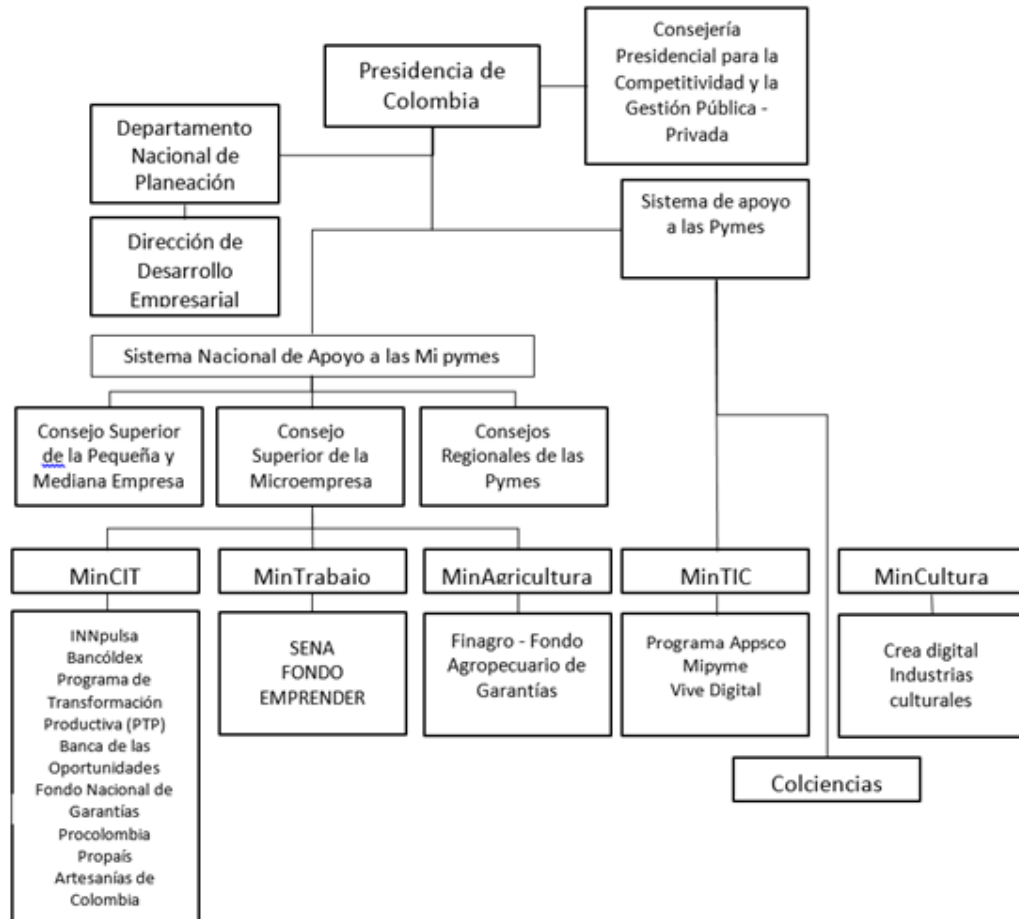 Presidencia de
Colombia
Consejería
Presidencial para la
Competitividad y la
Gestión Pública -
Privada
Departamento
Nacional de
Planeación
Sistema de apoyo
a las Pymes
Dirección de
Desarrollo
Empresarial
Sistema Nacional de Apoyo a las Mi pymes
Consejo Superior
de la Pequeña y
Mediana Empresa
Consejo
Superior de la
Microempresa
Consejos
Regionales de las
Pymes
MinCIT
MinTrabajo
MinAgricultura
MinTIC
MinCultura
INNpulsa
Bancóldex
Programa de
Transformación
Productiva (PTP)
Banca de las
Oportunidades
Fondo Nacional de
Garantías
Procolombia
Propaís
Artesanías de
Colombia
SENA
FONDO
EMPRENDER
Finagro - Fondo
Agropecuario de
Garantías
Programa Appsco
Mipyme
Vive Digital
Crea digital
Industrias
culturales
Colciencias